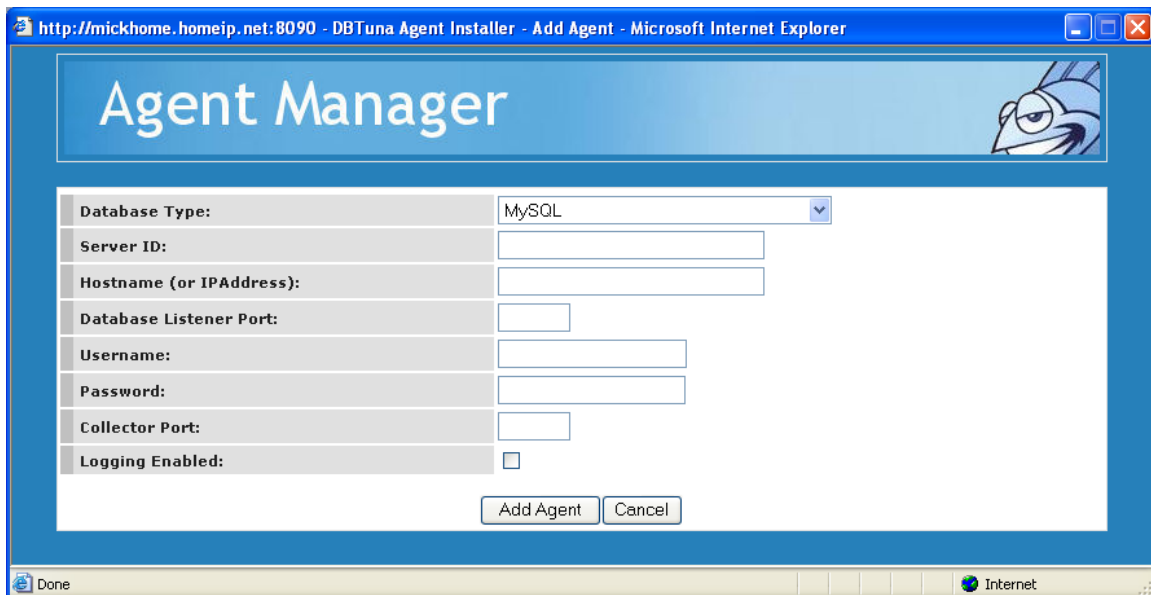 http://mickhome.homeip.net:8090 - DBTuna Agent Installer - Add Agent - Microsoft Internet Explorer
Agent Manager
Database Type: MySQL
Server ID:
Hostname (or IPAddress):
Database Listener Port:
Username:
Password:
Collector Port:
Logging Enabled:
Add Agent Cancel
Done Internet